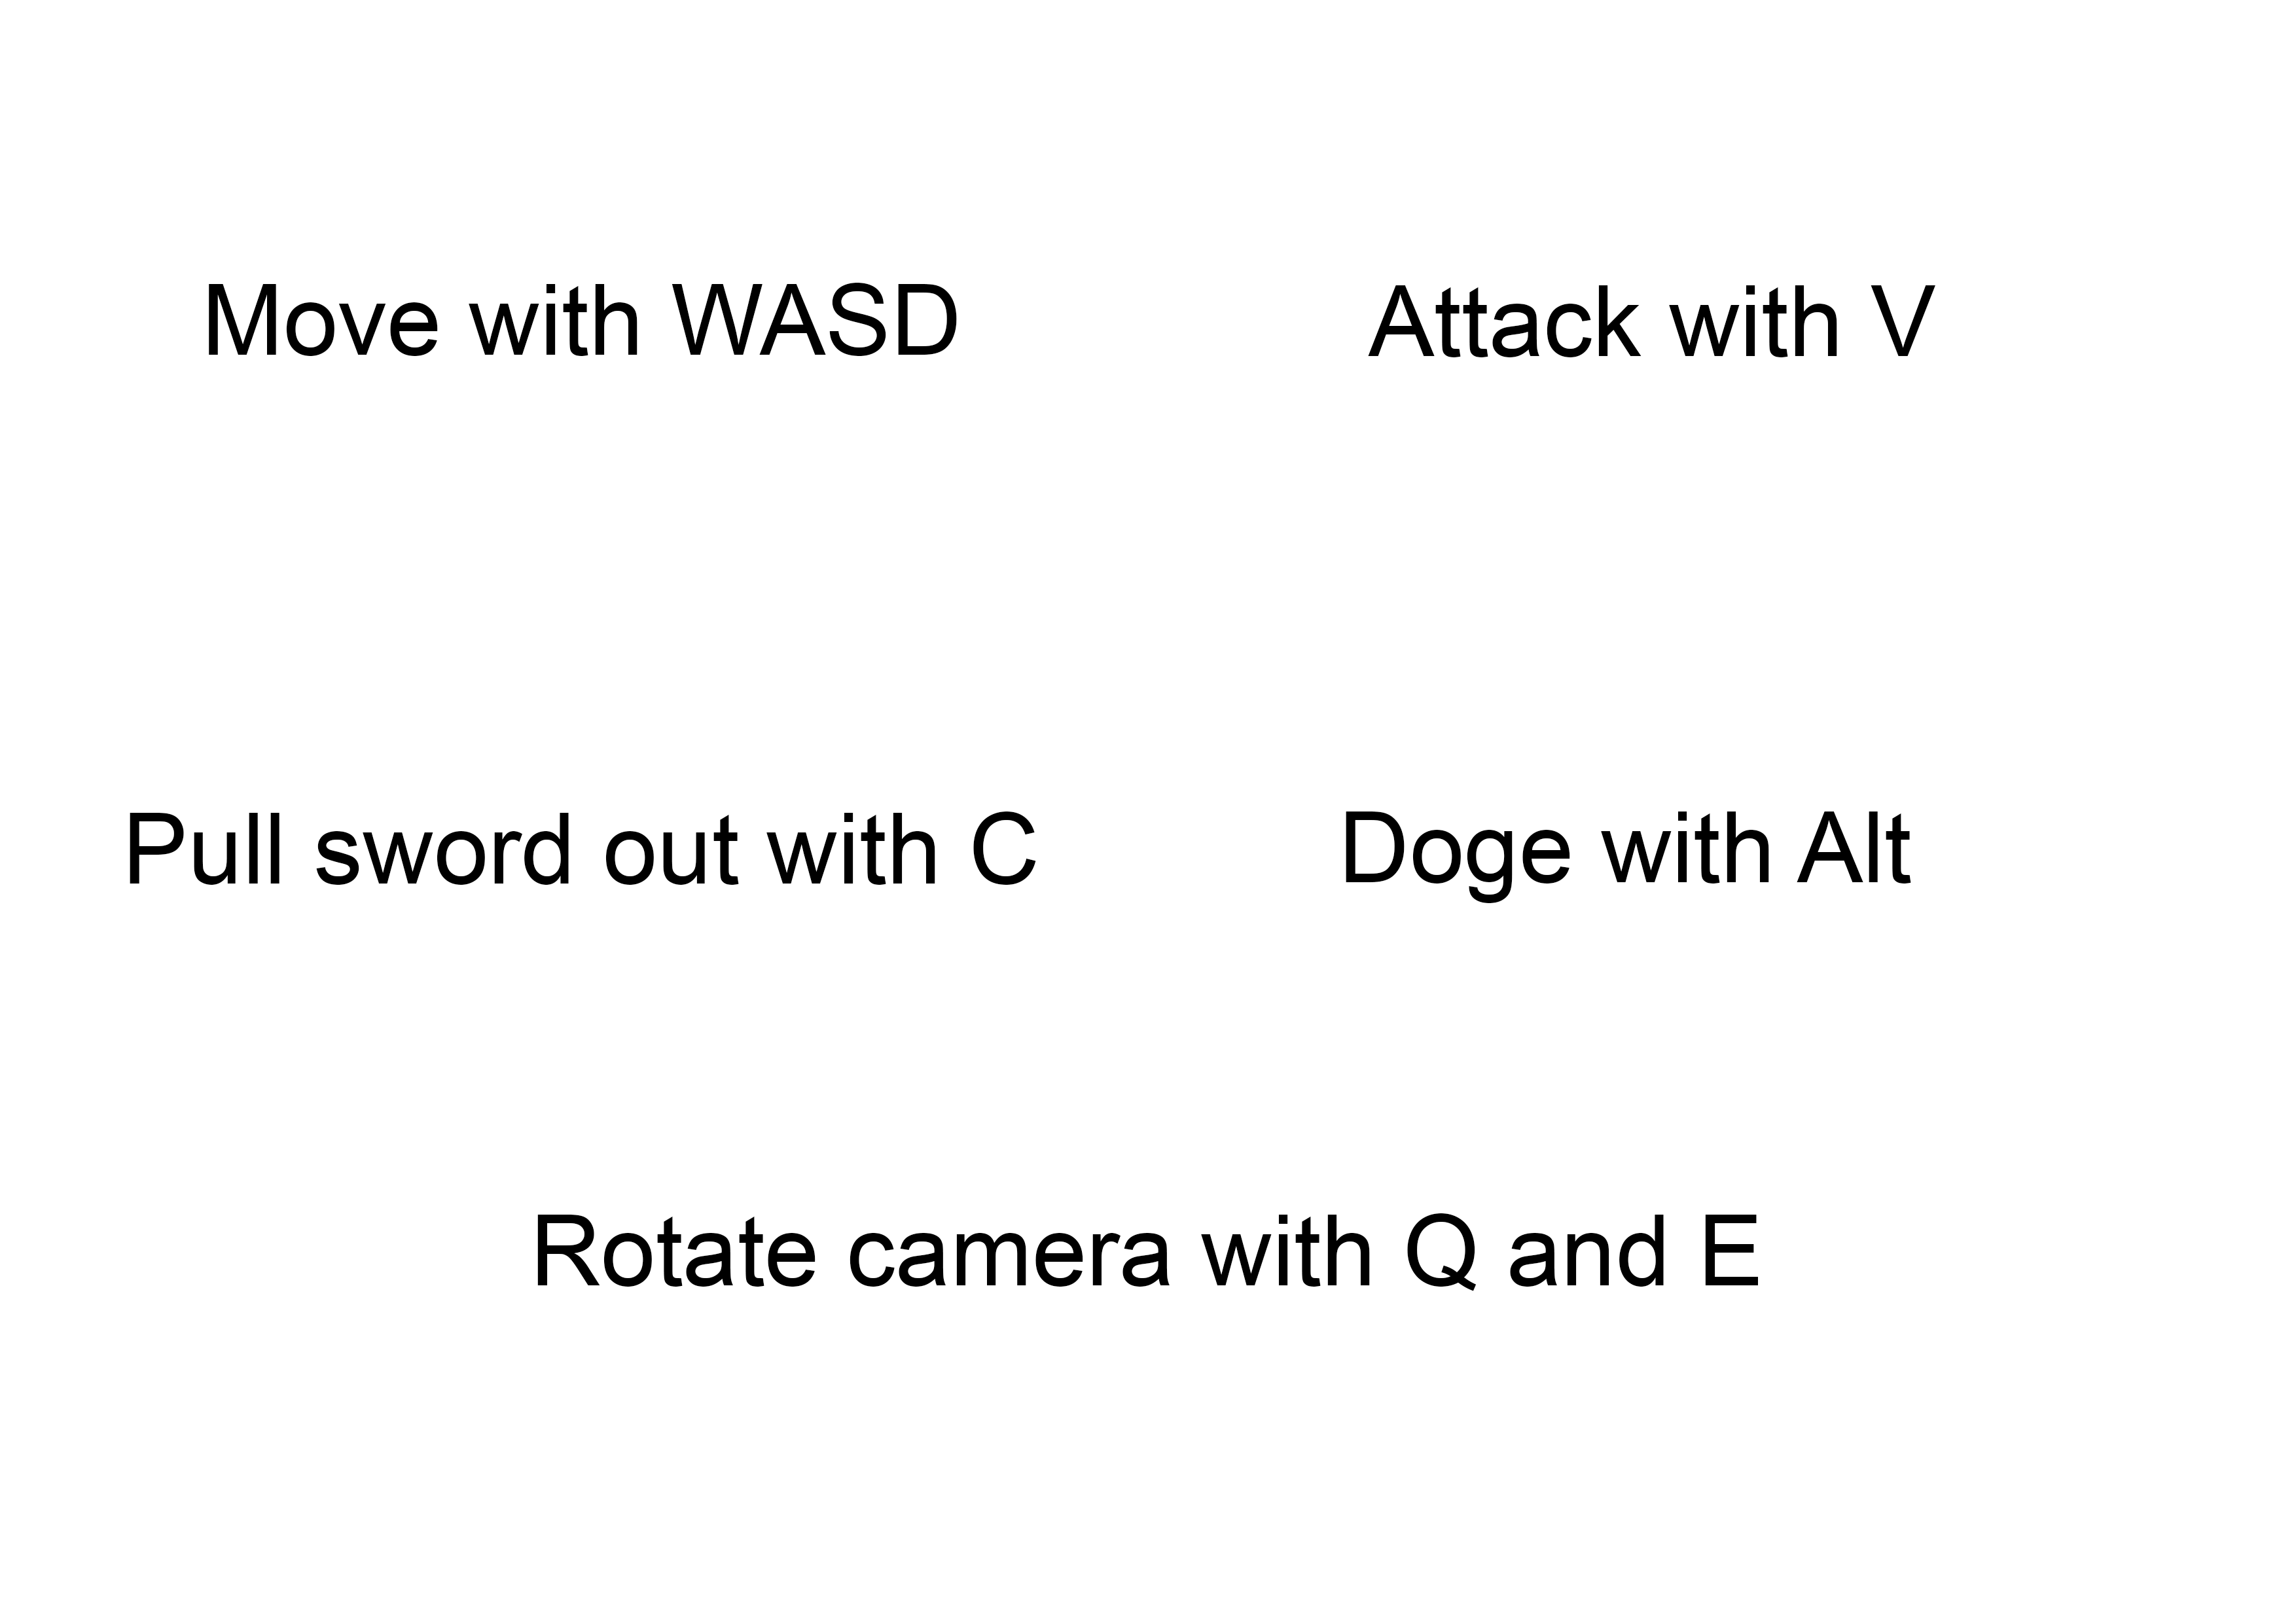 Move with WASD
Attack with V
Pull sword out with C
Doge with Alt
Rotate camera with Q and E